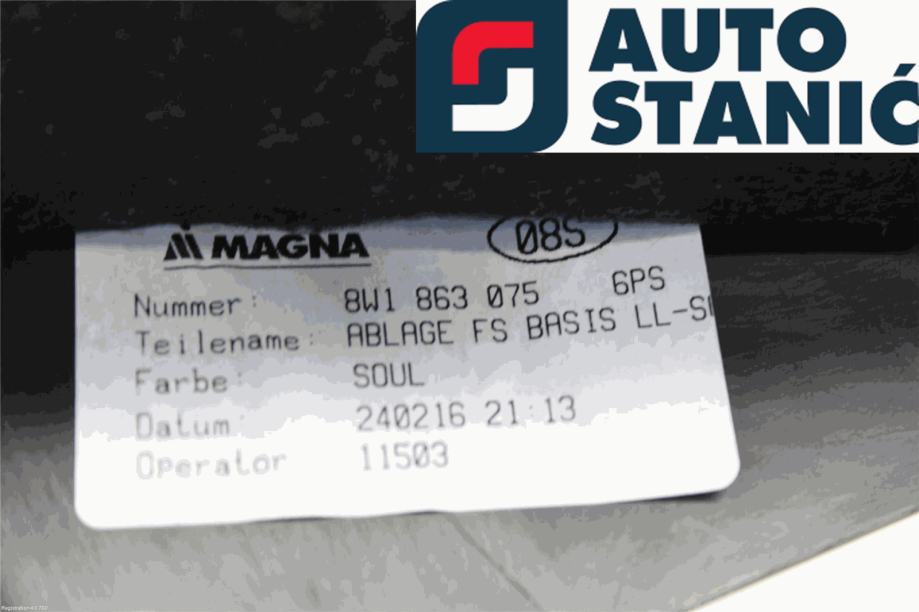 AUTO
STANIĆ
MAGNA
08S
Nummer: 8W1 863 075 6PS
Teilename: ABLAGE FS BASIS LL-S
Farbe: SOUL
Datum: 240216 21:13
Operator 11503